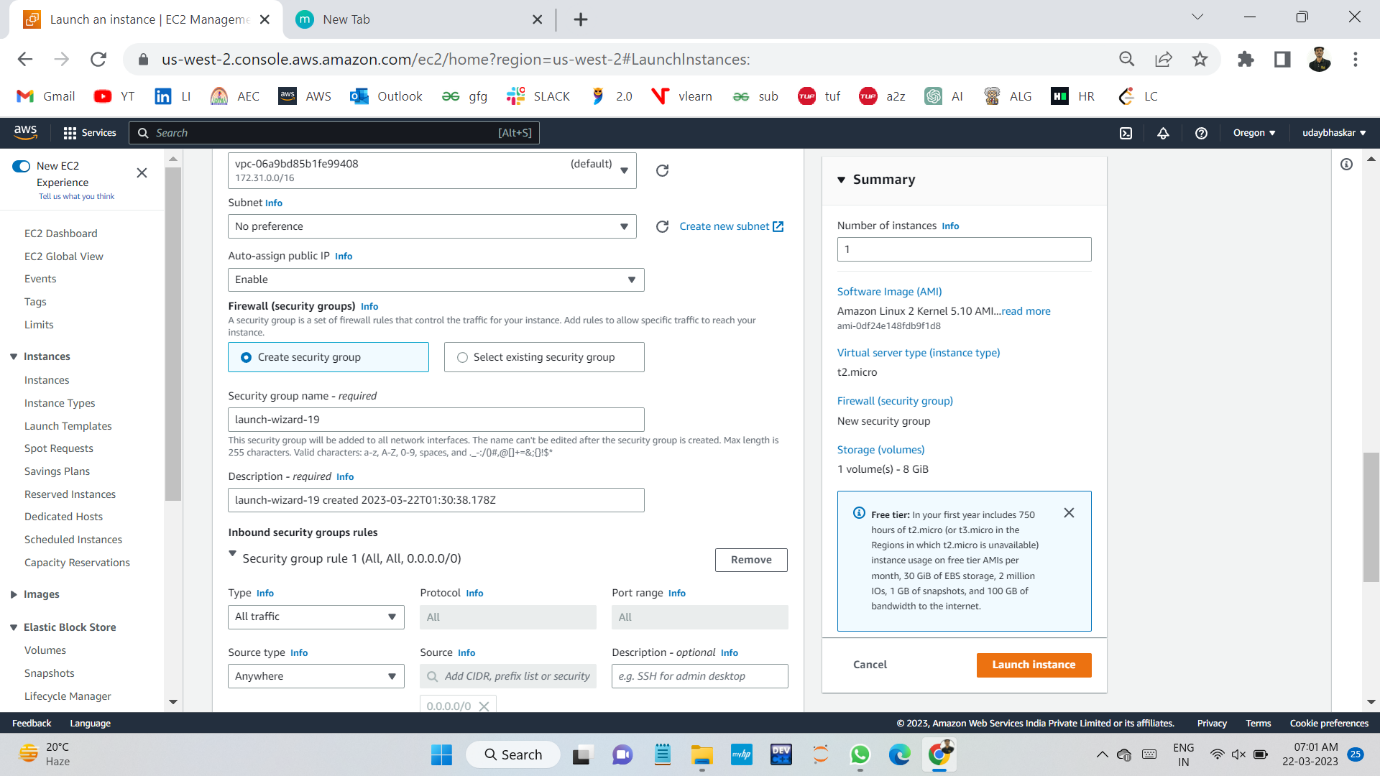 Launch an instance | EC2 Manageme
New Tab
us-west-2.console.aws.amazon.com/ec2/home?region=us-west-2#LaunchInstances:
Gmail YT LI AEC AWS Outlook gfg SLACK 2.0 vlearn sub tuf a2z AI ALG HR LC
aws Services Search [Alt+S] Oregon udaybhaskar
New EC2
Experience
Tell us what you think
EC2 Dashboard
EC2 Global View
Events
Tags
Limits
Instances
Instances
Instance Types
Launch Templates
Spot Requests
Savings Plans
Reserved Instances
Dedicated Hosts
Scheduled Instances
Capacity Reservations
Images
Elastic Block Store
Volumes
Snapshots
Lifecycle Manager
vpc-06a9bd85b1fe99408 (default)
172.31.0.0/16
Subnet Info
No preference
Create new subnet
Auto-assign public IP Info
Enable
Firewall (security groups) Info
A security group is a set of firewall rules that control the traffic for your instance. Add rules to allow specific traffic to reach your
instance.
Create security group
Select existing security group
Security group name - required
launch-wizard-19
This security group will be added to all network interfaces. The name can't be edited after the security group is created. Max length is
255 characters. Valid characters: a-z, A-Z, 0-9, spaces, and ._-:/()#,@[]+=&;{}!$*
Description - required Info
launch-wizard-19 created 2023-03-22T01:30:38.178Z
Inbound security groups rules
Security group rule 1 (All, All, 0.0.0.0/0)
Remove
Type Info Protocol Info Port range Info
All traffic All All
Source type Info Source Info Description - optional Info
Anywhere Add CIDR, prefix list or security e.g. SSH for admin desktop
0.0.0.0/0
Summary
Number of instances Info
1
Software Image (AMI)
Amazon Linux 2 Kernel 5.10 AMI...read more
ami-0df24e148fdb9f1d8
Virtual server type (instance type)
t2.micro
Firewall (security group)
New security group
Storage (volumes)
1 volume(s) - 8 GiB
Free tier: In your first year includes 750
hours of t2.micro (or t3.micro in the
Regions in which t2.micro is unavailable)
instance usage on free tier AMIs per
month, 30 GiB of EBS storage, 2 million
IOs, 1 GB of snapshots, and 100 GB of
bandwidth to the internet.
Cancel Launch instance
Feedback Language © 2023, Amazon Web Services India Private Limited or its affiliates. Privacy Terms Cookie preferences
20°C
Haze
Search
ENG
IN
07:01 AM
22-03-2023
25